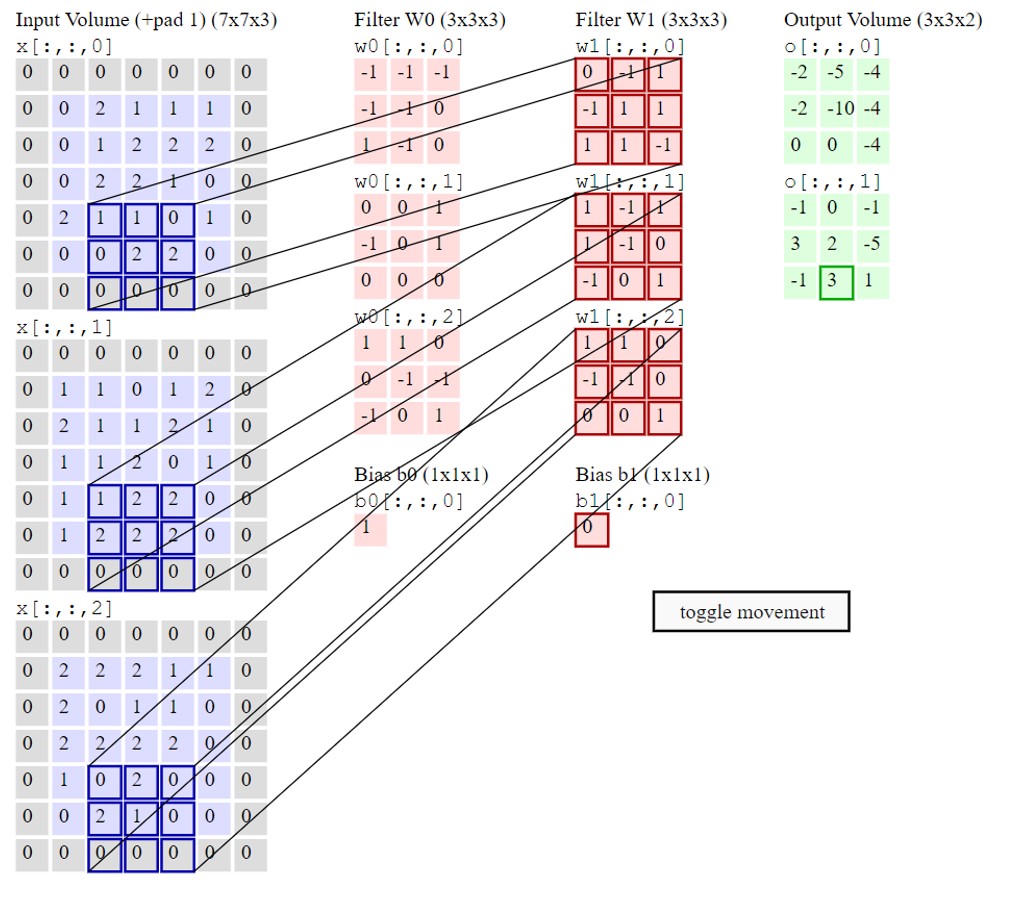 Input Volume (+pad 1) (7x7x3)
x[:,:,0]
0 0 0 0 0 0 0
0 0 2 1 1 1 0
0 0 1 2 2 2 0
0 0 2 2 1 0 0
0 2 1 1 0 1 0
0 0 0 2 2 0 0
0 0 0 0 0 0 0
x[:,:,1]
0 0 0 0 0 0 0
0 1 1 0 1 2 0
0 2 1 1 2 1 0
0 1 1 2 0 1 0
0 1 1 2 2 0 0
0 1 2 2 2 0 0
0 0 0 0 0 0 0
x[:,:,2]
0 0 0 0 0 0 0
0 2 2 2 1 1 0
0 2 0 1 1 0 0
0 2 2 2 2 0 0
0 1 0 2 0 0 0
0 0 2 1 0 0 0
0 0 0 0 0 0 0
Filter W0 (3x3x3)
w0[:,:,0]
-1 -1 -1
-1 -1 0
1 -1 0
w0[:,:,1]
0 0 1
-1 0 1
0 0 0
w0[:,:,2]
1 1 0
0 -1 -1
-1 0 1
Bias b0 (1x1x1)
b0[:,:,0]
1
Filter W1 (3x3x3)
w1[:,:,0]
0 -1 1
-1 1 1
1 1 -1
w1[:,:,1]
1 -1 1
1 -1 0
-1 0 1
w1[:,:,2]
1 1 0
-1 -1 0
0 0 1
Bias b1 (1x1x1)
b1[:,:,0]
0
Output Volume (3x3x2)
o[:,:,0]
-2 -5 -4
-2 -10 -4
0 0 -4
o[:,:,1]
-1 0 -1
3 2 -5
-1 3 1
toggle movement